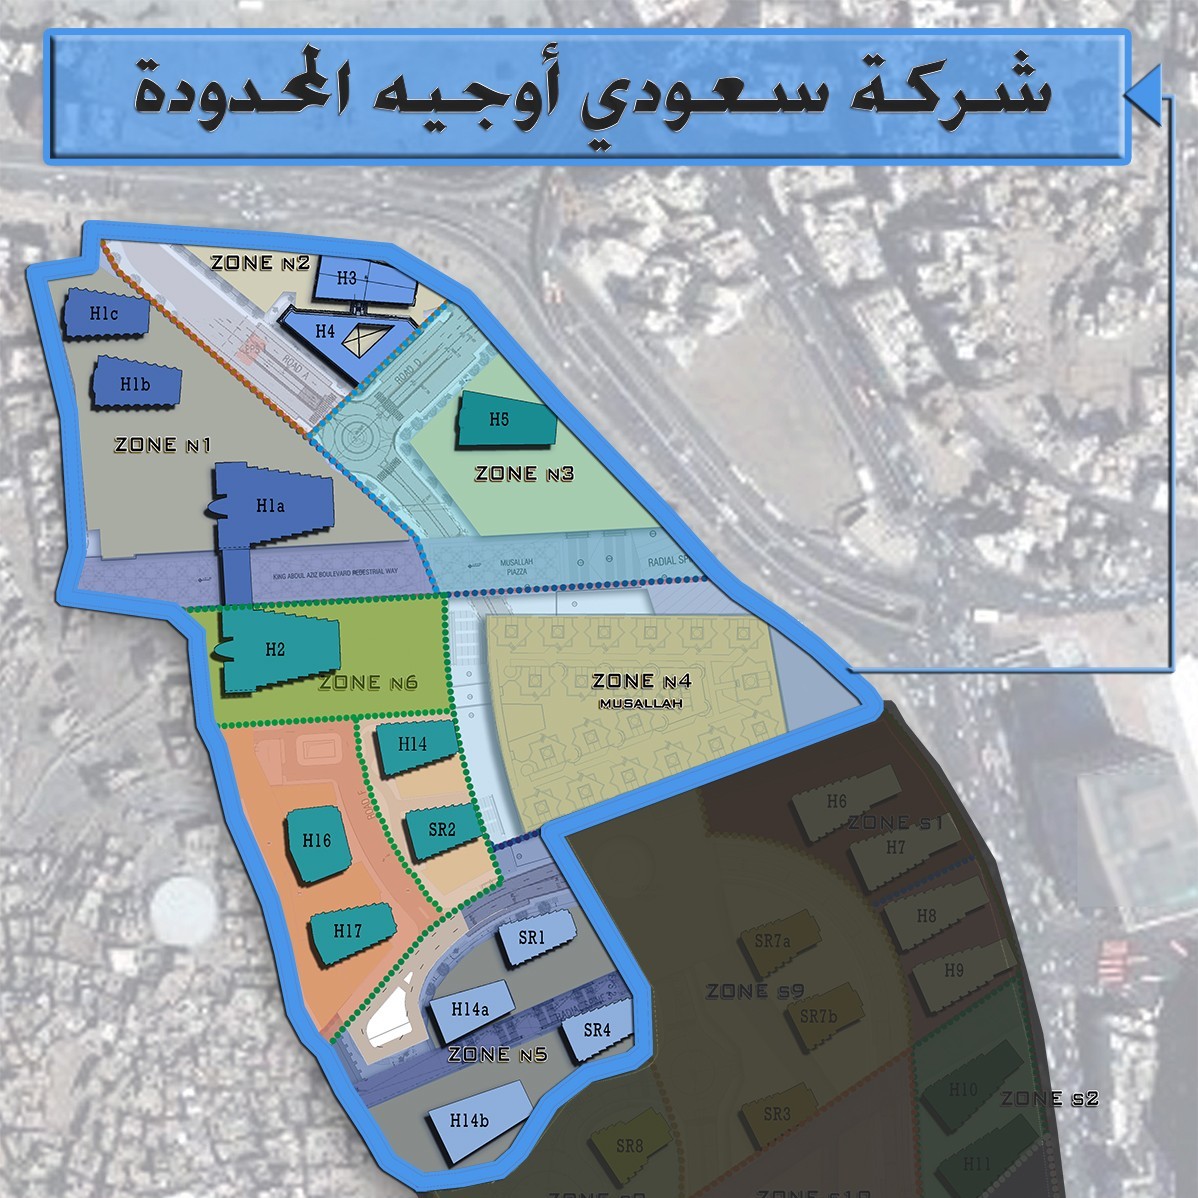 شركة سعودي أوجيه المحدودة
ZONE N2
H3
H1c
H4
ROAD A
ROAD D
H1b
H5
ZONE N1
ZONE N3
H1a
MUSALLAH
PIAZZA
RADIAL SP
KING ABDUL AZIZ BOULEVARD PEDESTRIAL WAY
H2
ZONE N6
ZONE N4
MUSALLAH
H14
H6
ZONE S1
SR2
H16
H7
H8
H17
SR1
SR7a
H9
ZONE S9
H14a
SR7b
SR4
ZONE N5
H10
ZONE S2
H14b
SR3
SR8
H11
ZONE S10